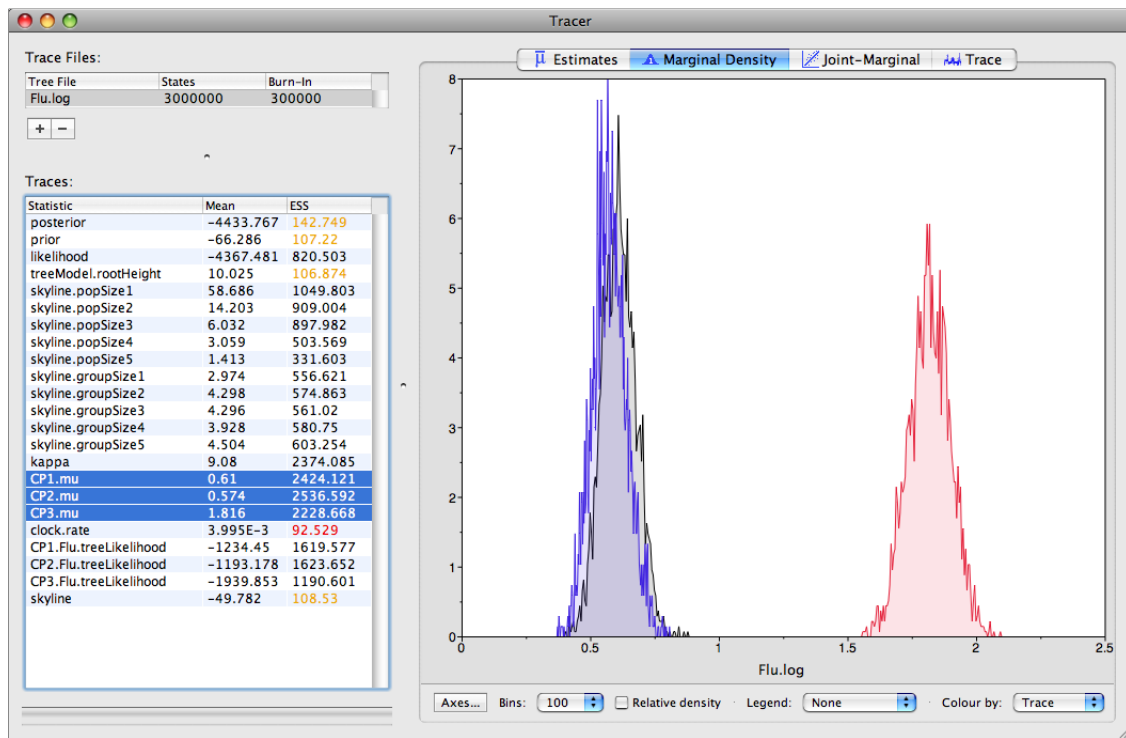 Tracer
Trace Files:
Tree File States Burn-In
Flu.log 3000000 300000
+ −
Traces:
Statistic Mean ESS
posterior -4433.767 142.749
prior -66.286 107.22
likelihood -4367.481 820.503
treeModel.rootHeight 10.025 106.874
skyline.popSize1 58.686 1049.803
skyline.popSize2 14.203 909.004
skyline.popSize3 6.032 897.982
skyline.popSize4 3.059 503.569
skyline.popSize5 1.413 331.603
skyline.groupSize1 2.974 556.621
skyline.groupSize2 4.298 574.863
skyline.groupSize3 4.296 561.02
skyline.groupSize4 3.928 580.75
skyline.groupSize5 4.504 603.254
kappa 9.08 2374.085
CP1.mu 0.61 2424.121
CP2.mu 0.574 2536.592
CP3.mu 1.816 2228.668
clock.rate 3.995E-3 92.529
CP1.Flu.treeLikelihood -1234.45 1619.577
CP2.Flu.treeLikelihood -1193.178 1623.652
CP3.Flu.treeLikelihood -1939.853 1190.601
skyline -49.782 108.53
μ Estimates Marginal Density Joint-Marginal Trace
8
7
6
5
4
3
2
1
0
0 0.5 1 1.5 2 2.5
Flu.log
Axes... Bins: 100 Relative density Legend: None Colour by: Trace